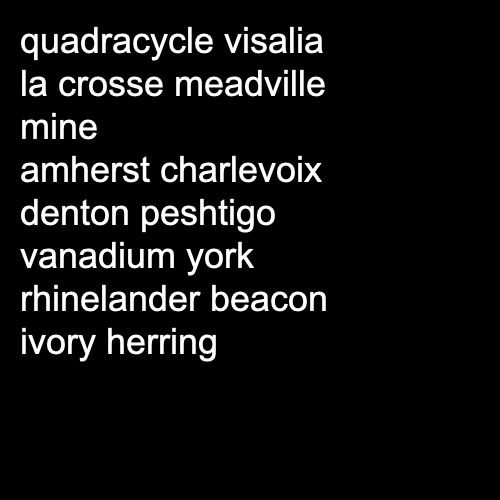 quadracycle visalia
la crosse meadville
mine
amherst charlevoix
denton peshtigo
vanadium york
rhinelander beacon
ivory herring